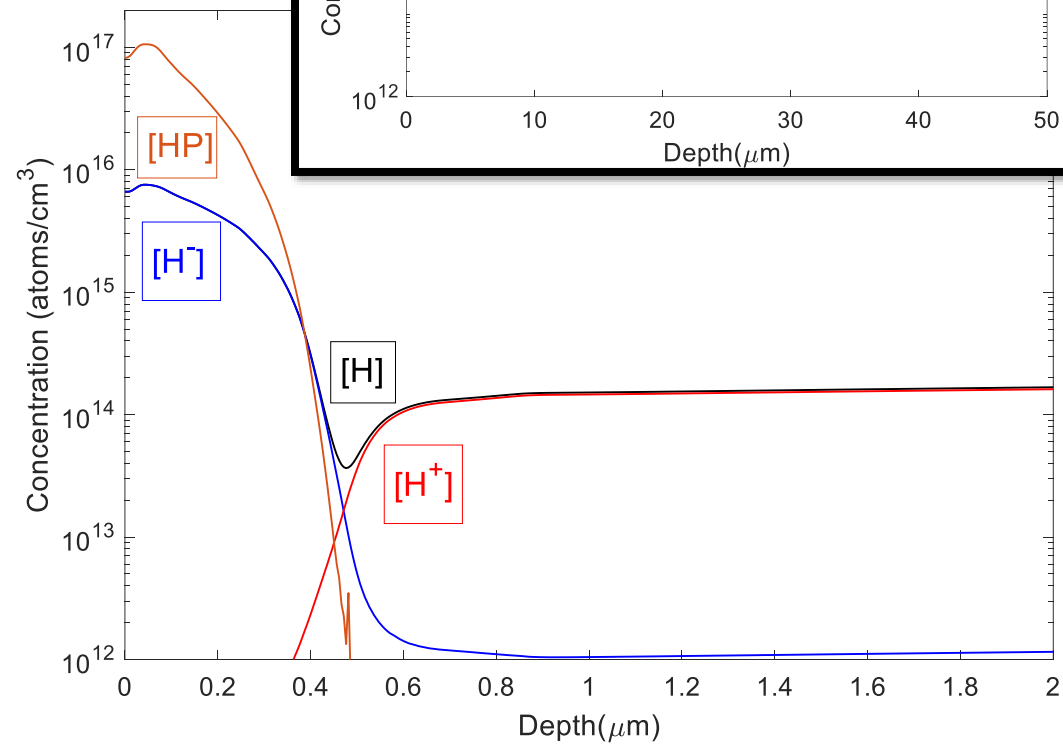 Co
10^12
0 10 20 30 40 50
Depth(μm)
10^17
10^16
10^15
10^14
10^13
10^12
Concentration (atoms/cm^3)
[HP]
[H^-]
[H]
[H^+]
0 0.2 0.4 0.6 0.8 1 1.2 1.4 1.6 1.8 2
Depth(μm)